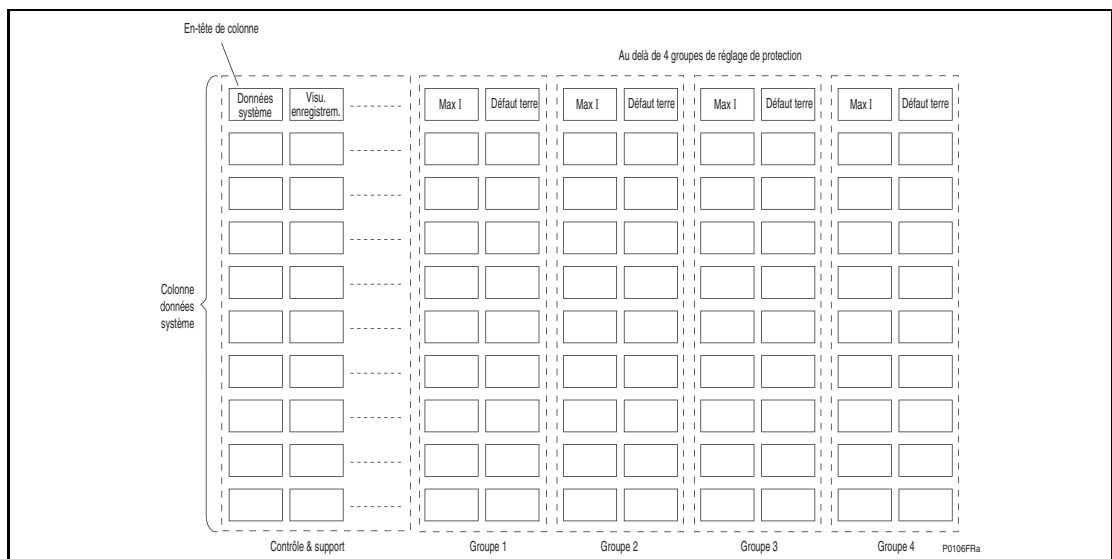 En-tête de colonne
Au delà de 4 groupes de réglage de protection
Données
système
Visu.
enregistrem.
Max I
Défaut terre
Max I
Défaut terre
Max I
Défaut terre
Max I
Défaut terre
Colonne
données
système
Contrôle & support
Groupe 1
Groupe 2
Groupe 3
Groupe 4
P0106FRa